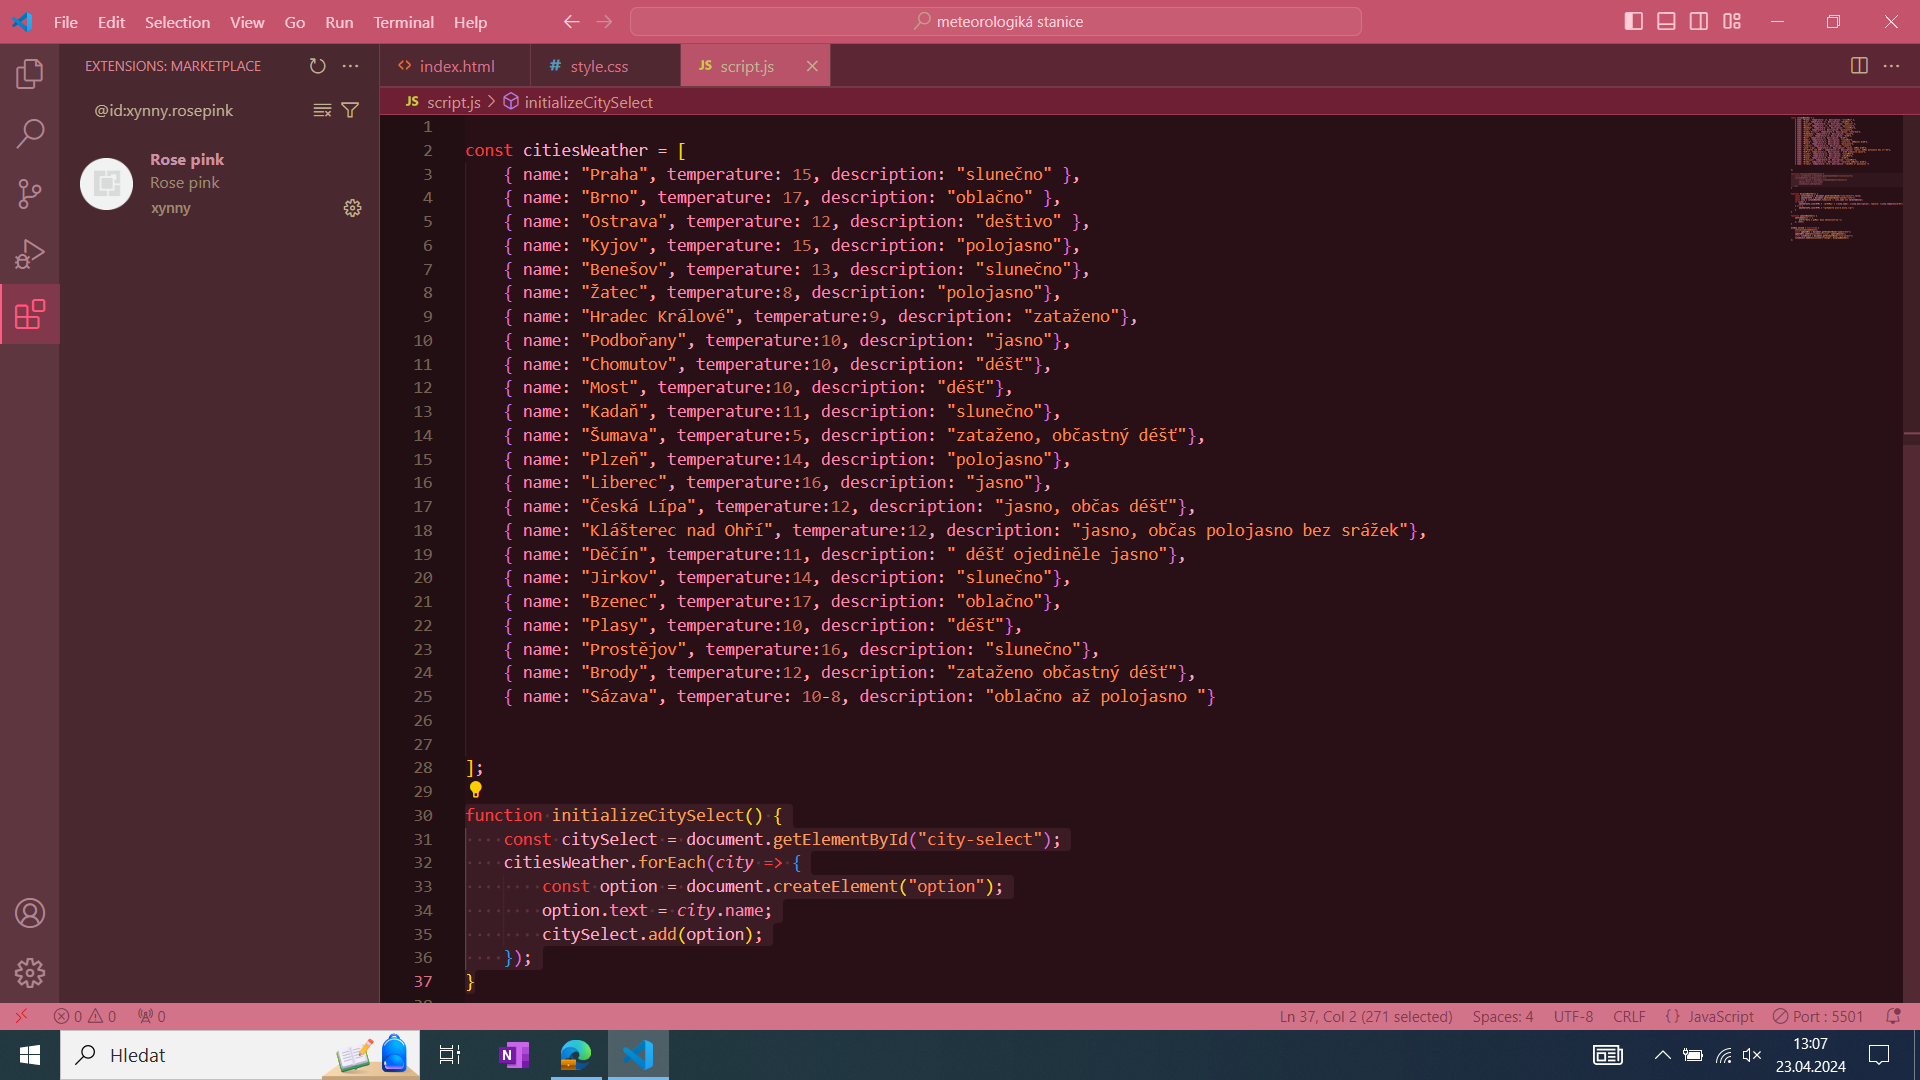 File Edit Selection View Go Run Terminal Help
meteorologiká stanice
EXTENSIONS: MARKETPLACE
@id:xynny.rosepink
Rose pink
Rose pink
xynny
<> index.html
# style.css
JS script.js
JS script.js > initializeCitySelect
1
2 const citiesWeather = [
3 { name: "Praha", temperature: 15, description: "slunečno" },
4 { name: "Brno", temperature: 17, description: "oblačno" },
5 { name: "Ostrava", temperature: 12, description: "deštivo" },
6 { name: "Kyjov", temperature: 15, description: "polojasno"},
7 { name: "Benešov", temperature: 13, description: "slunečno"},
8 { name: "Žatec", temperature:8, description: "polojasno"},
9 { name: "Hradec Králové", temperature:9, description: "zataženo"},
10 { name: "Podbořany", temperature:10, description: "jasno"},
11 { name: "Chomutov", temperature:10, description: "déšť"},
12 { name: "Most", temperature:10, description: "déšť"},
13 { name: "Kadaň", temperature:11, description: "slunečno"},
14 { name: "Šumava", temperature:5, description: "zataženo, občastný déšť"},
15 { name: "Plzeň", temperature:14, description: "polojasno"},
16 { name: "Liberec", temperature:16, description: "jasno"},
17 { name: "Česká Lípa", temperature:12, description: "jasno, občas déšť"},
18 { name: "Klášterec nad Ohří", temperature:12, description: "jasno, občas polojasno bez srážek"},
19 { name: "Děčín", temperature:11, description: " déšť ojediněle jasno"},
20 { name: "Jirkov", temperature:14, description: "slunečno"},
21 { name: "Bzenec", temperature:17, description: "oblačno"},
22 { name: "Plasy", temperature:10, description: "déšť"},
23 { name: "Prostějov", temperature:16, description: "slunečno"},
24 { name: "Brody", temperature:12, description: "zataženo občastný déšť"},
25 { name: "Sázava", temperature: 10-8, description: "oblačno až polojasno "}
26
27
28 ];
29
30 function initializeCitySelect() {
31 const citySelect = document.getElementById("city-select");
32 citiesWeather.forEach(city => {
33 const option = document.createElement("option");
34 option.text = city.name;
35 citySelect.add(option);
36 });
37 }
38
0 0 0
Ln 37, Col 2 (271 selected) Spaces: 4 UTF-8 CRLF {} JavaScript Port : 5501
Hledat
13:07
23.04.2024